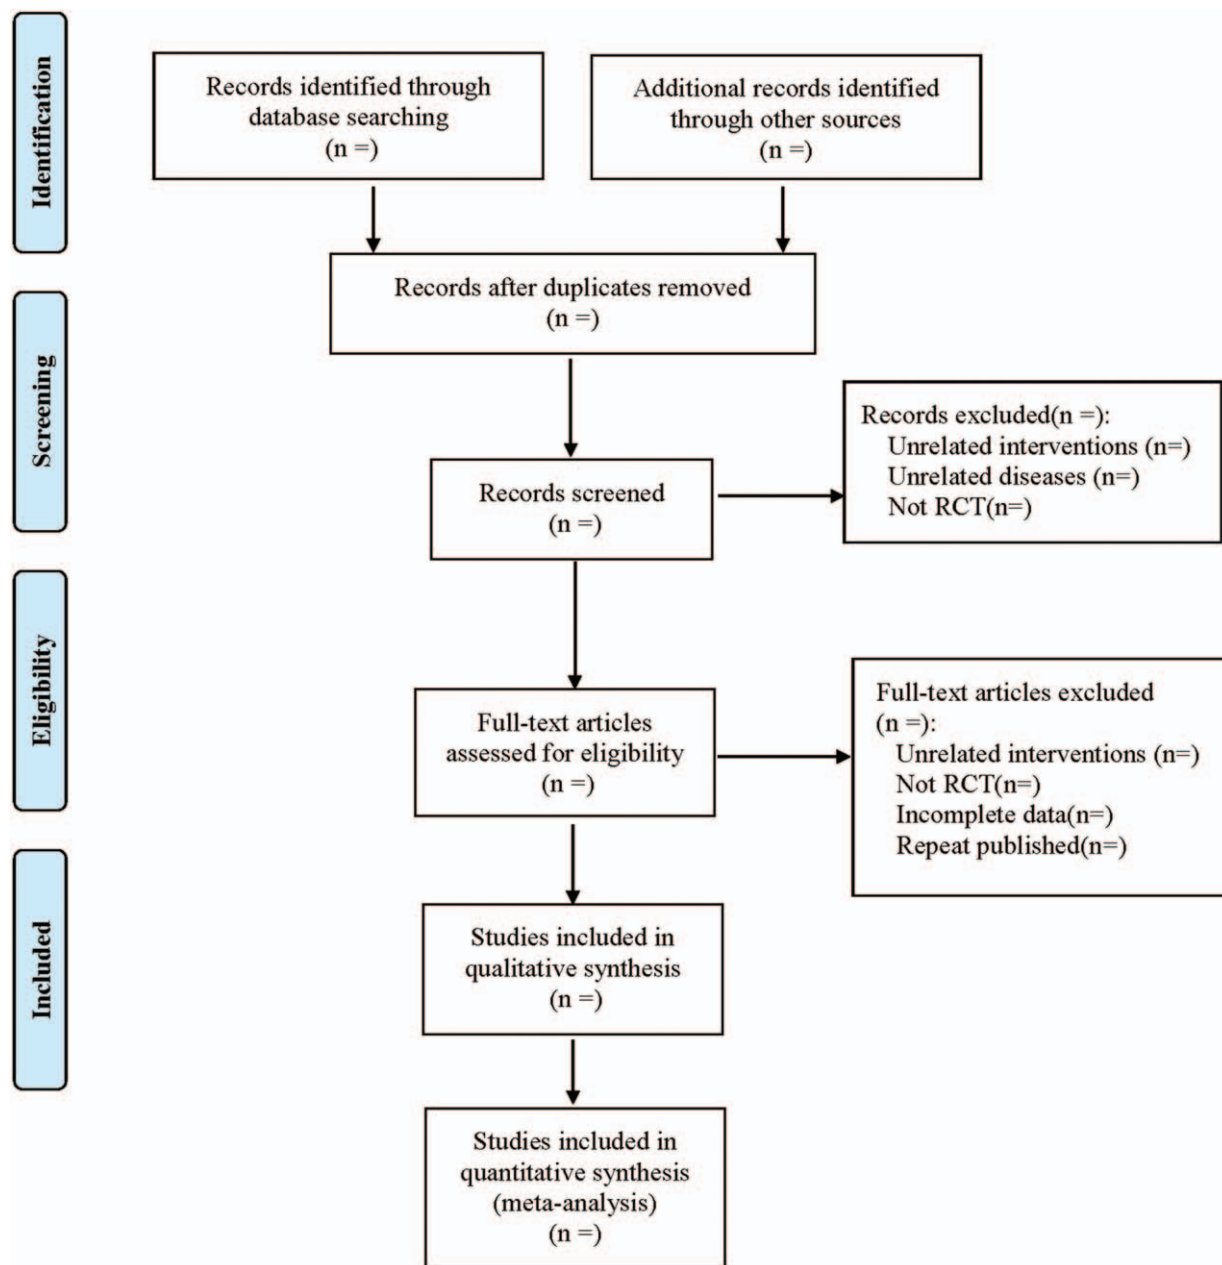 Identification
Records identified through
database searching
(n =)
Additional records identified
through other sources
(n =)
Records after duplicates removed
(n =)
Screening
Records screened
(n =)
Records excluded(n =):
Unrelated interventions (n=)
Unrelated diseases (n=)
Not RCT(n=)
Eligibility
Full-text articles
assessed for eligibility
(n =)
Full-text articles excluded
(n =):
Unrelated interventions (n=)
Not RCT(n=)
Incomplete data(n=)
Repeat published(n=)
Included
Studies included in
qualitative synthesis
(n =)
Studies included in
quantitative synthesis
(meta-analysis)
(n =)